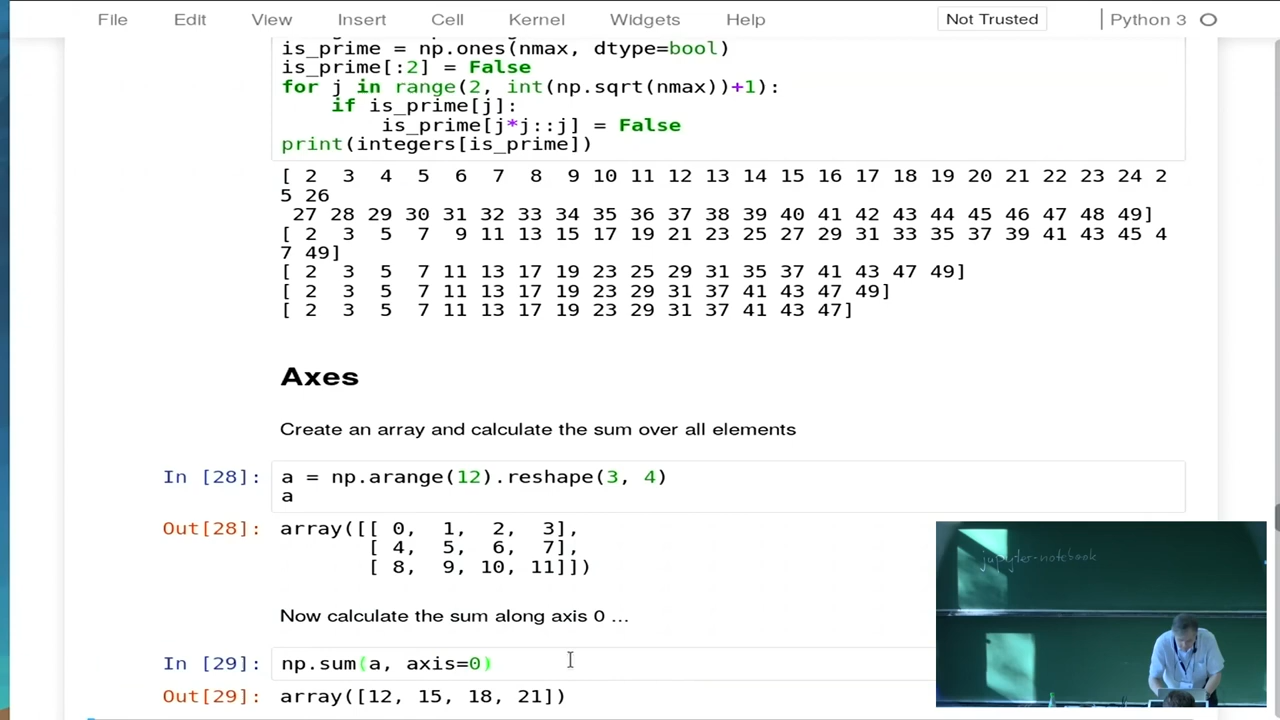 File Edit View Insert Cell Kernel Widgets Help Not Trusted Python 3
is_prime = np.ones(nmax, dtype=bool)
is_prime[:2] = False
for j in range(2, int(np.sqrt(nmax))+1):
    if is_prime[j]:
        is_prime[j*j::j] = False
print(integers[is_prime])
[ 2  3  4  5  6  7  8  9 10 11 12 13 14 15 16 17 18 19 20 21 22 23 24 2
5 26
 27 28 29 30 31 32 33 34 35 36 37 38 39 40 41 42 43 44 45 46 47 48 49]
[ 2  3  5  7  9 11 13 15 17 19 21 23 25 27 29 31 33 35 37 39 41 43 45 4
7 49]
[ 2  3  5  7 11 13 17 19 23 25 29 31 35 37 41 43 47 49]
[ 2  3  5  7 11 13 17 19 23 29 31 37 41 43 47 49]
[ 2  3  5  7 11 13 17 19 23 29 31 37 41 43 47]
Axes
Create an array and calculate the sum over all elements
In [28]: a = np.arange(12).reshape(3, 4)
a
Out[28]: array([[ 0,  1,  2,  3],
       [ 4,  5,  6,  7],
       [ 8,  9, 10, 11]])
Now calculate the sum along axis 0 ...
In [29]: np.sum(a, axis=0)
Out[29]: array([12, 15, 18, 21])
jupyter-notebook